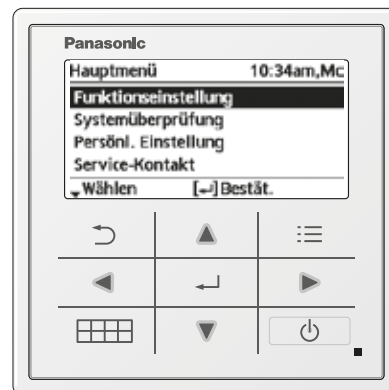 Panasonic
Hauptmenü 10:34am,Mc
Funktionseinstellung
Systemüberprüfung
Persönl. Einstellung
Service-Kontakt
Wählen [↵] Bestät.